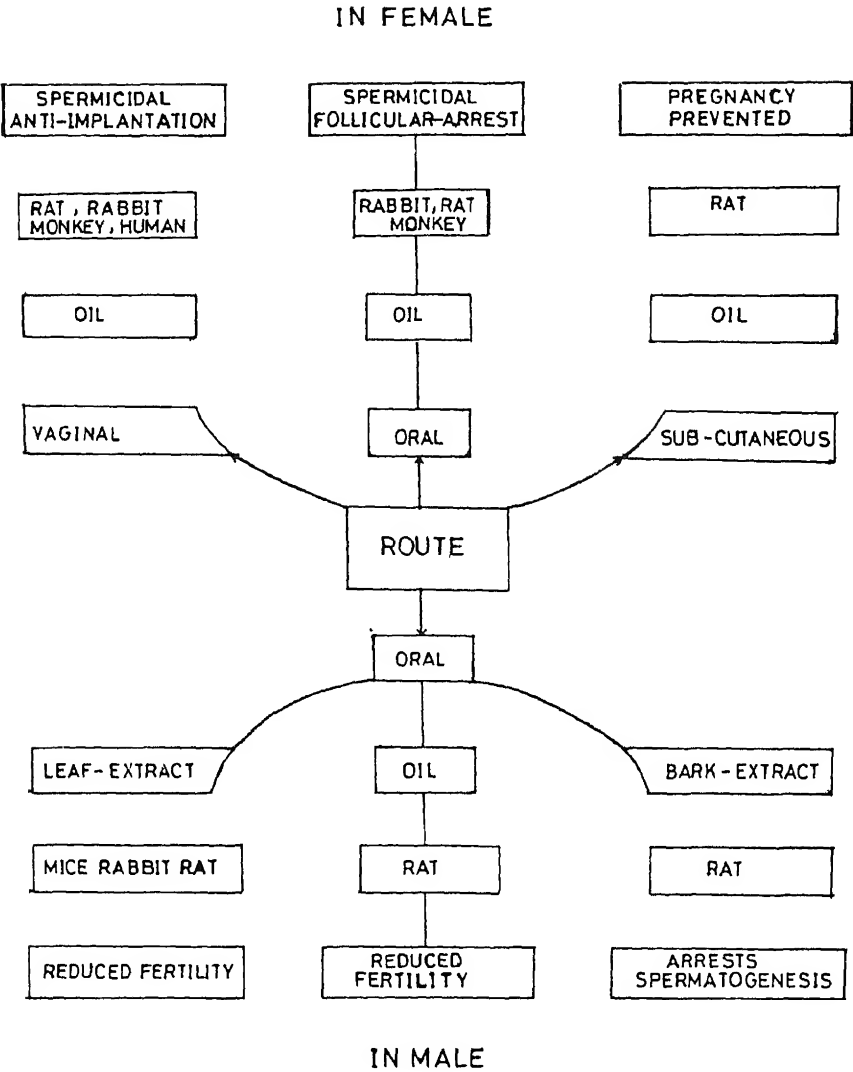 IN FEMALE
SPERMICIDAL
ANTI-IMPLANTATION
SPERMICIDAL
FOLLICULAR-ARREST
PREGNANCY
PREVENTED
RAT, RABBIT
MONKEY, HUMAN
RABBIT, RAT
MONKEY
RAT
OIL
OIL
OIL
VAGINAL
ORAL
SUB-CUTANEOUS
ROUTE
ORAL
LEAF-EXTRACT
OIL
BARK-EXTRACT
MICE RABBIT RAT
RAT
RAT
REDUCED FERTILITY
REDUCED
FERTILITY
ARRESTS
SPERMATOGENESIS
IN MALE